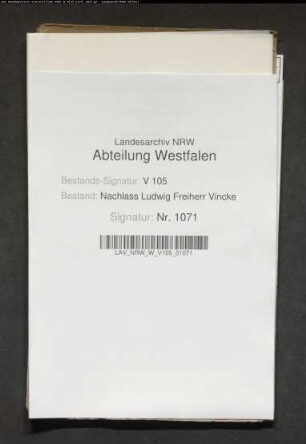 Landesarchiv NRW
Abteilung Westfalen
Bestands-Signatur: V 105
Bestand: Nachlass Ludwig Freiherr Vincke
Signatur: Nr. 1071
LAV_NRW_W_V105_01071